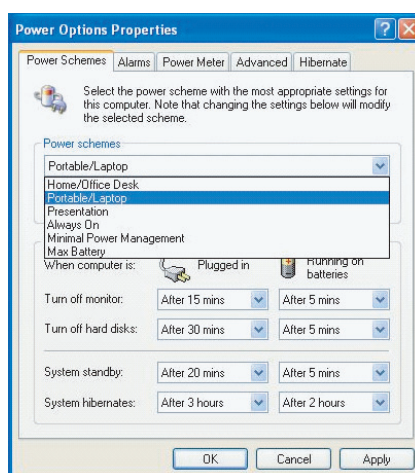 Power Options Properties
Power Schemes Alarms Power Meter Advanced Hibernate
Select the power scheme with the most appropriate settings for
this computer. Note that changing the settings below will modify
the selected scheme.
Power schemes
Portable/Laptop
Home/Office Desk
Portable/Laptop
Presentation
Always On
Minimal Power Management
Max Battery
When computer is: Plugged in Running on
batteries
Turn off monitor: After 15 mins After 5 mins
Turn off hard disks: After 30 mins After 5 mins
System standby: After 20 mins After 5 mins
System hibernates: After 3 hours After 2 hours
OK Cancel Apply